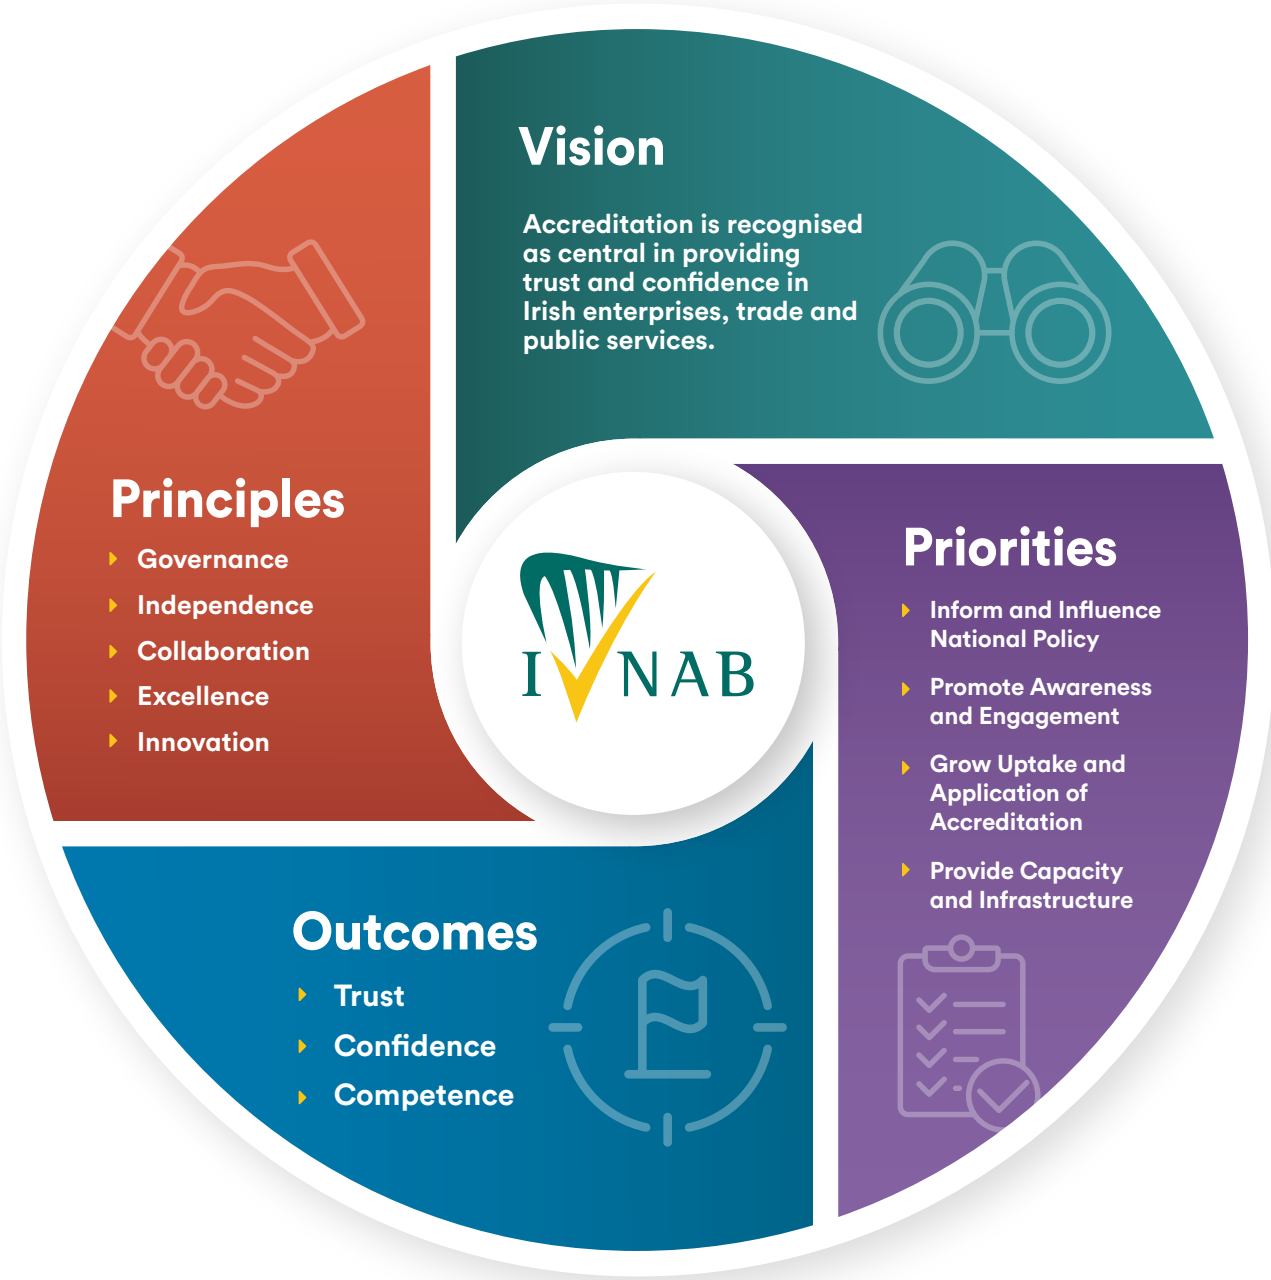 Vision
Accreditation is recognised
as central in providing
trust and confidence in
Irish enterprises, trade and
public services.
Principles
Governance
Independence
Collaboration
Excellence
Innovation
INAB
Priorities
Inform and Influence
National Policy
Promote Awareness
and Engagement
Grow Uptake and
Application of
Accreditation
Provide Capacity
and Infrastructure
Outcomes
Trust
Confidence
Competence